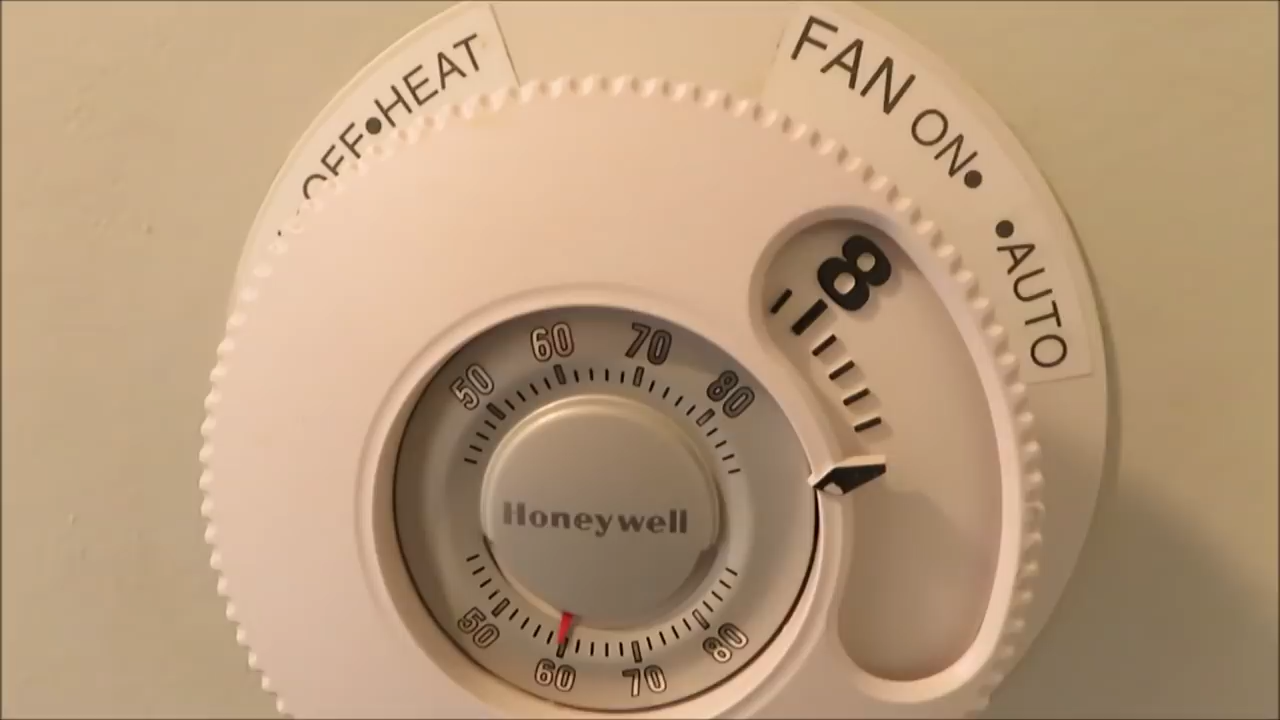 OFF•HEAT
FAN ON•
•AUTO
8
50 60 70 80
Honeywell
50 60 70 80